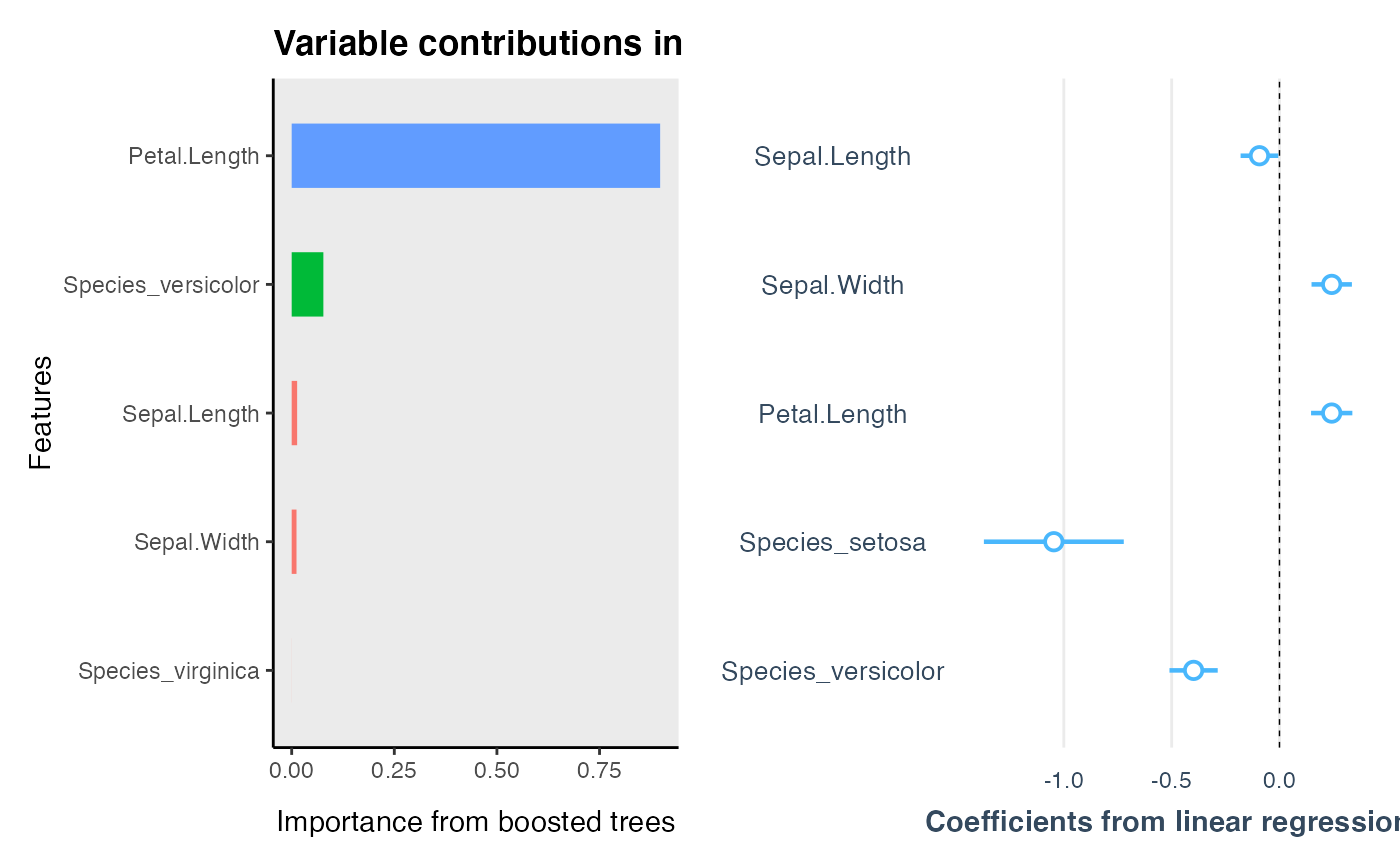 Variable contributions in
Features
Petal.Length
Species_versicolor
Sepal.Length
Sepal.Width
Species_virginica
0.00 0.25 0.50 0.75
Importance from boosted trees
Sepal.Length
Sepal.Width
Petal.Length
Species_setosa
Species_versicolor
-1.0 -0.5 0.0
Coefficients from linear regression